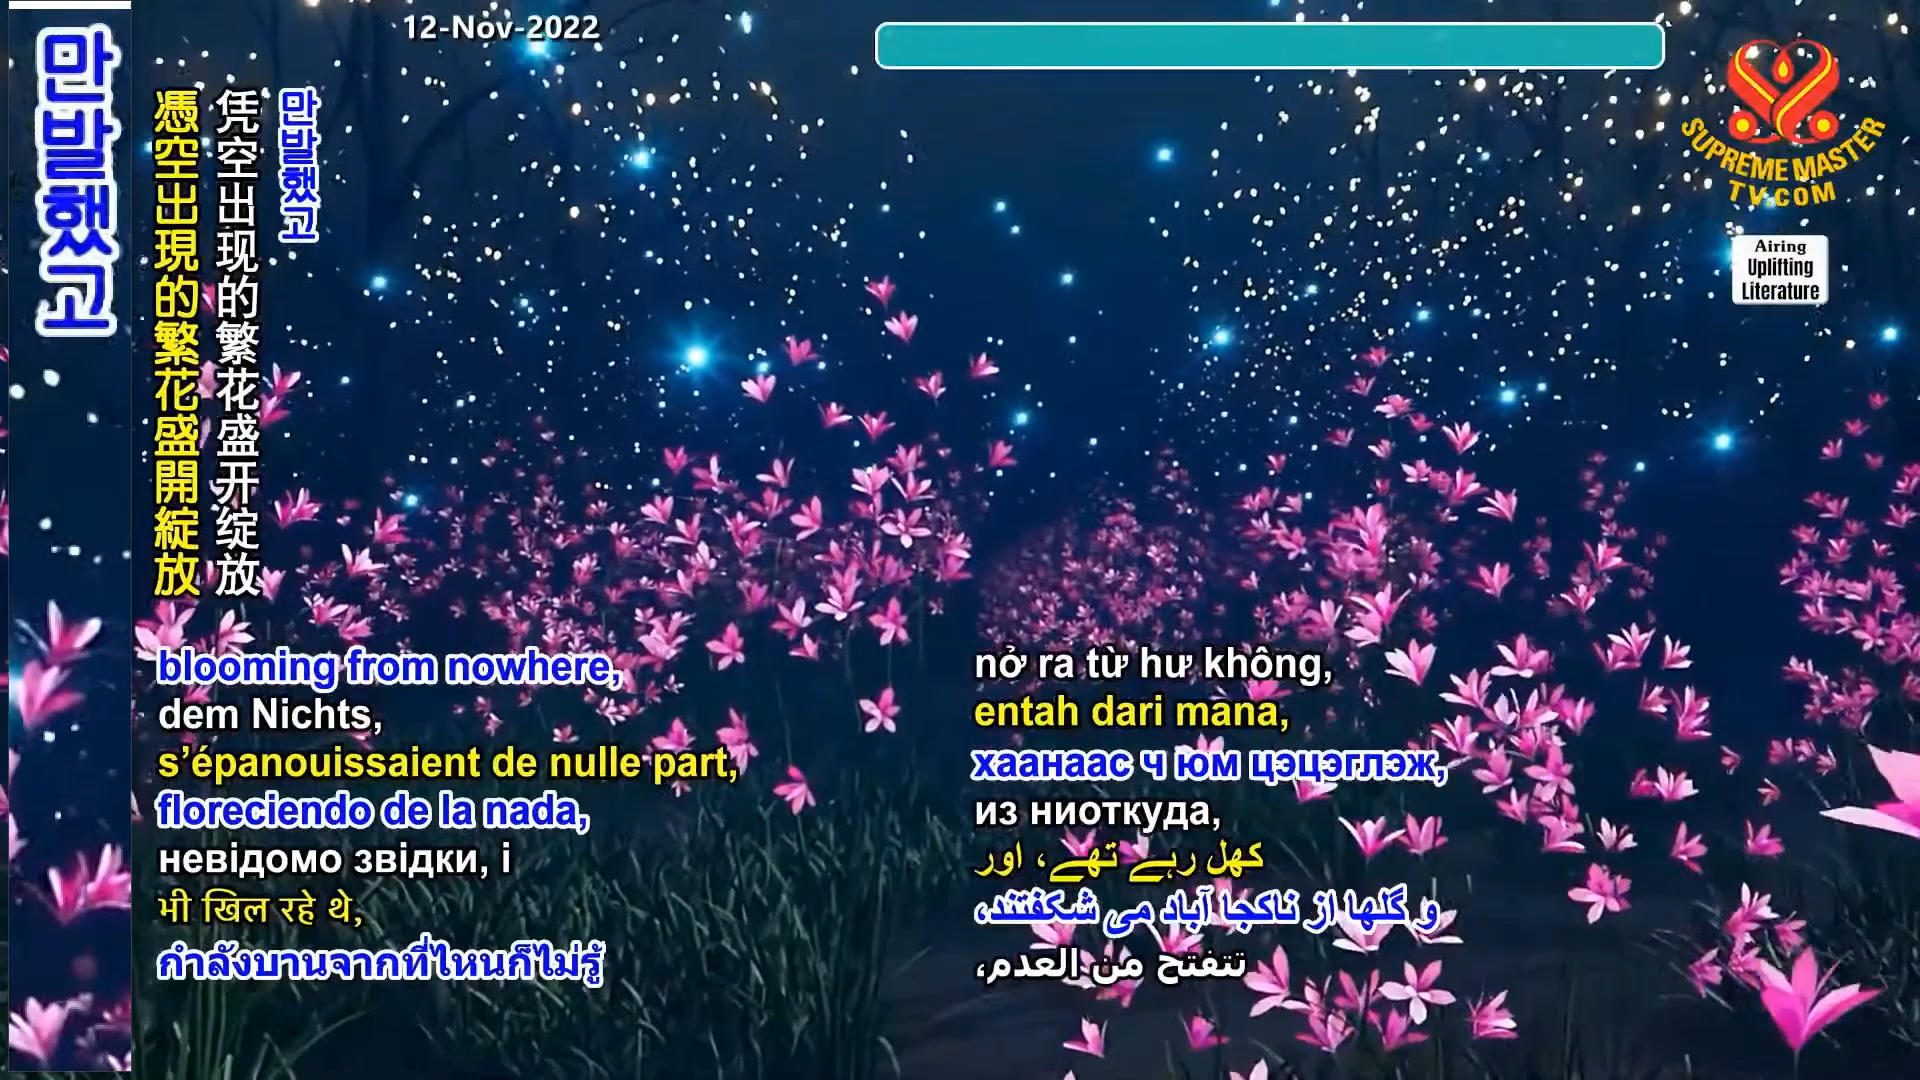 만발했고
12-Nov-2022
憑空出現的繁花盛開綻放
凭空出现的繁花盛开绽放
만발했고
SUPREME MASTER
TV.COM
Airing
Uplifting
Literature
blooming from nowhere,
dem Nichts,
s’épanouissaient de nulle part,
floreciendo de la nada,
невідомо звідки, і
भी खिल रहे थे,
กำลังบานจากที่ไหนก็ไม่รู้
nở ra từ hư không,
entah dari mana,
хаанаас ч юм цэцэглэж,
из ниоткуда,
کھل رہے تھے، اور
و گلها از ناکجا آباد می شکفتند،
تتفتح من العدم،